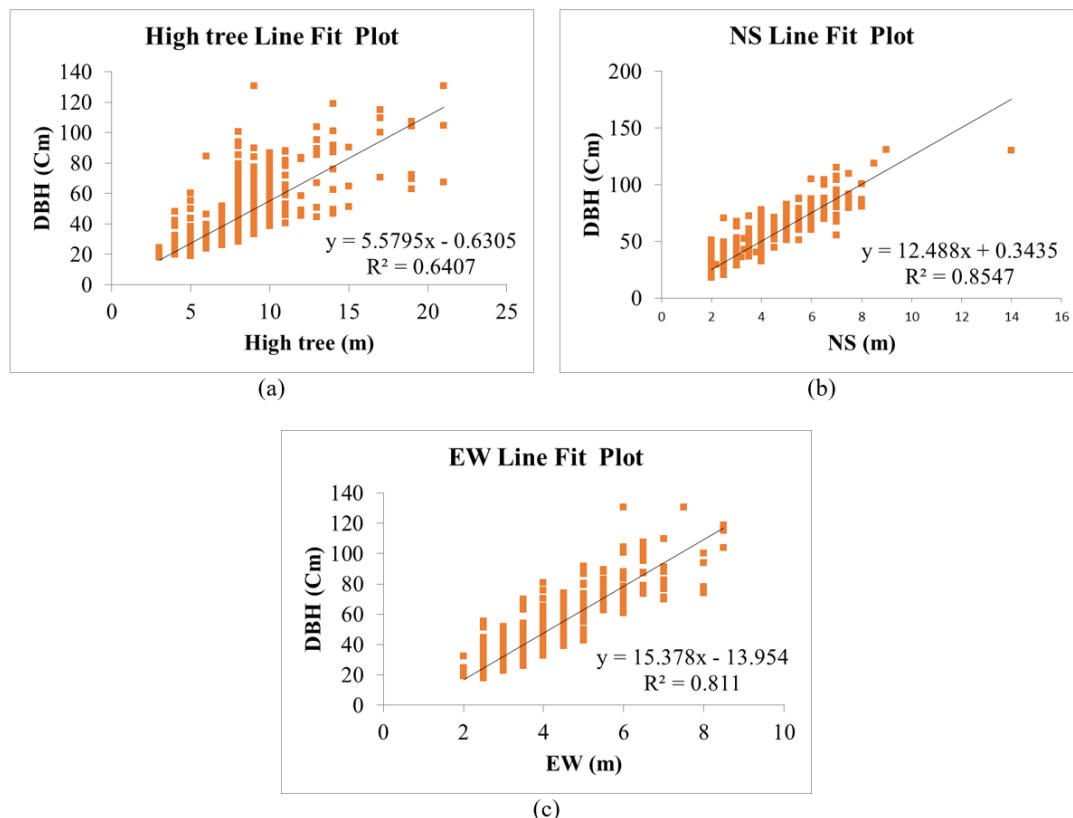 High tree Line Fit Plot
DBH (Cm)
140
120
100
80
60
40
20
0
y = 5.5795x - 0.6305
R² = 0.6407
0 5 10 15 20 25
High tree (m)
(a)
NS Line Fit Plot
DBH (Cm)
200
150
100
50
0
y = 12.488x + 0.3435
R² = 0.8547
0 2 4 6 8 10 12 14 16
NS (m)
(b)
EW Line Fit Plot
DBH (Cm)
140
120
100
80
60
40
20
0
y = 15.378x - 13.954
R² = 0.811
0 2 4 6 8 10
EW (m)
(c)